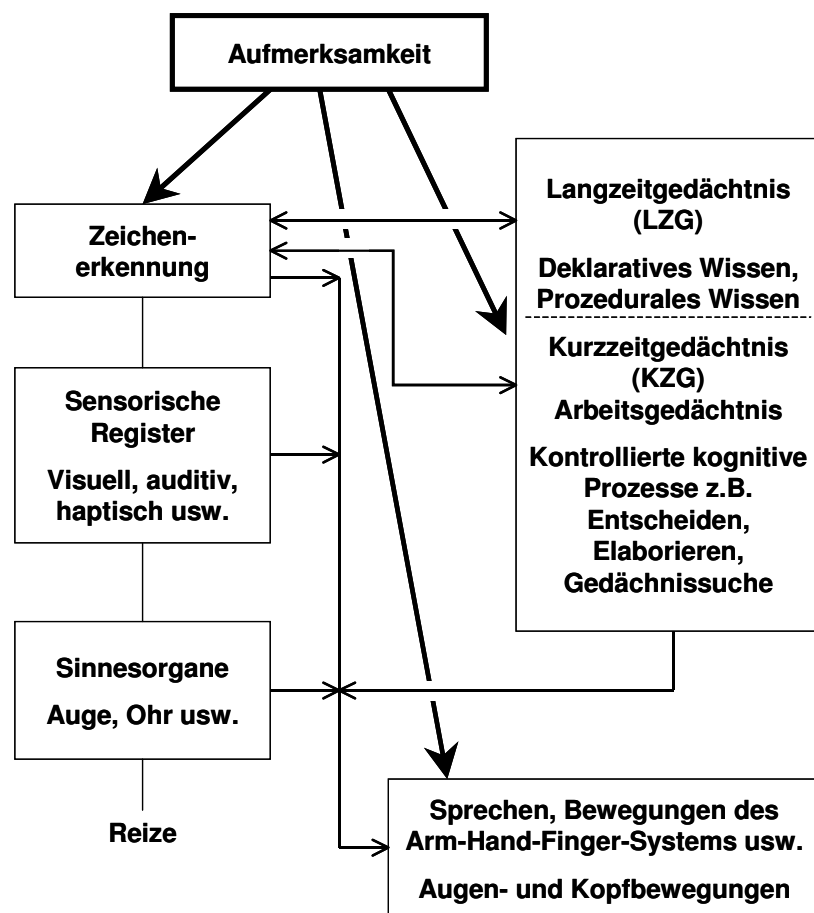 Aufmerksamkeit
Zeichen-
erkennung
Sensorische
Register
Visuell, auditiv,
haptisch usw.
Sinnesorgane
Auge, Ohr usw.
Reize
Langzeitgedächtnis
(LZG)
Deklaratives Wissen,
Prozedurales Wissen
Kurzzeitgedächtnis
(KZG)
Arbeitsgedächtnis
Kontrollierte kognitive
Prozesse z.B.
Entscheiden,
Elaborieren,
Gedächnissuche
Sprechen, Bewegungen des
Arm-Hand-Finger-Systems usw.
Augen- und Kopfbewegungen